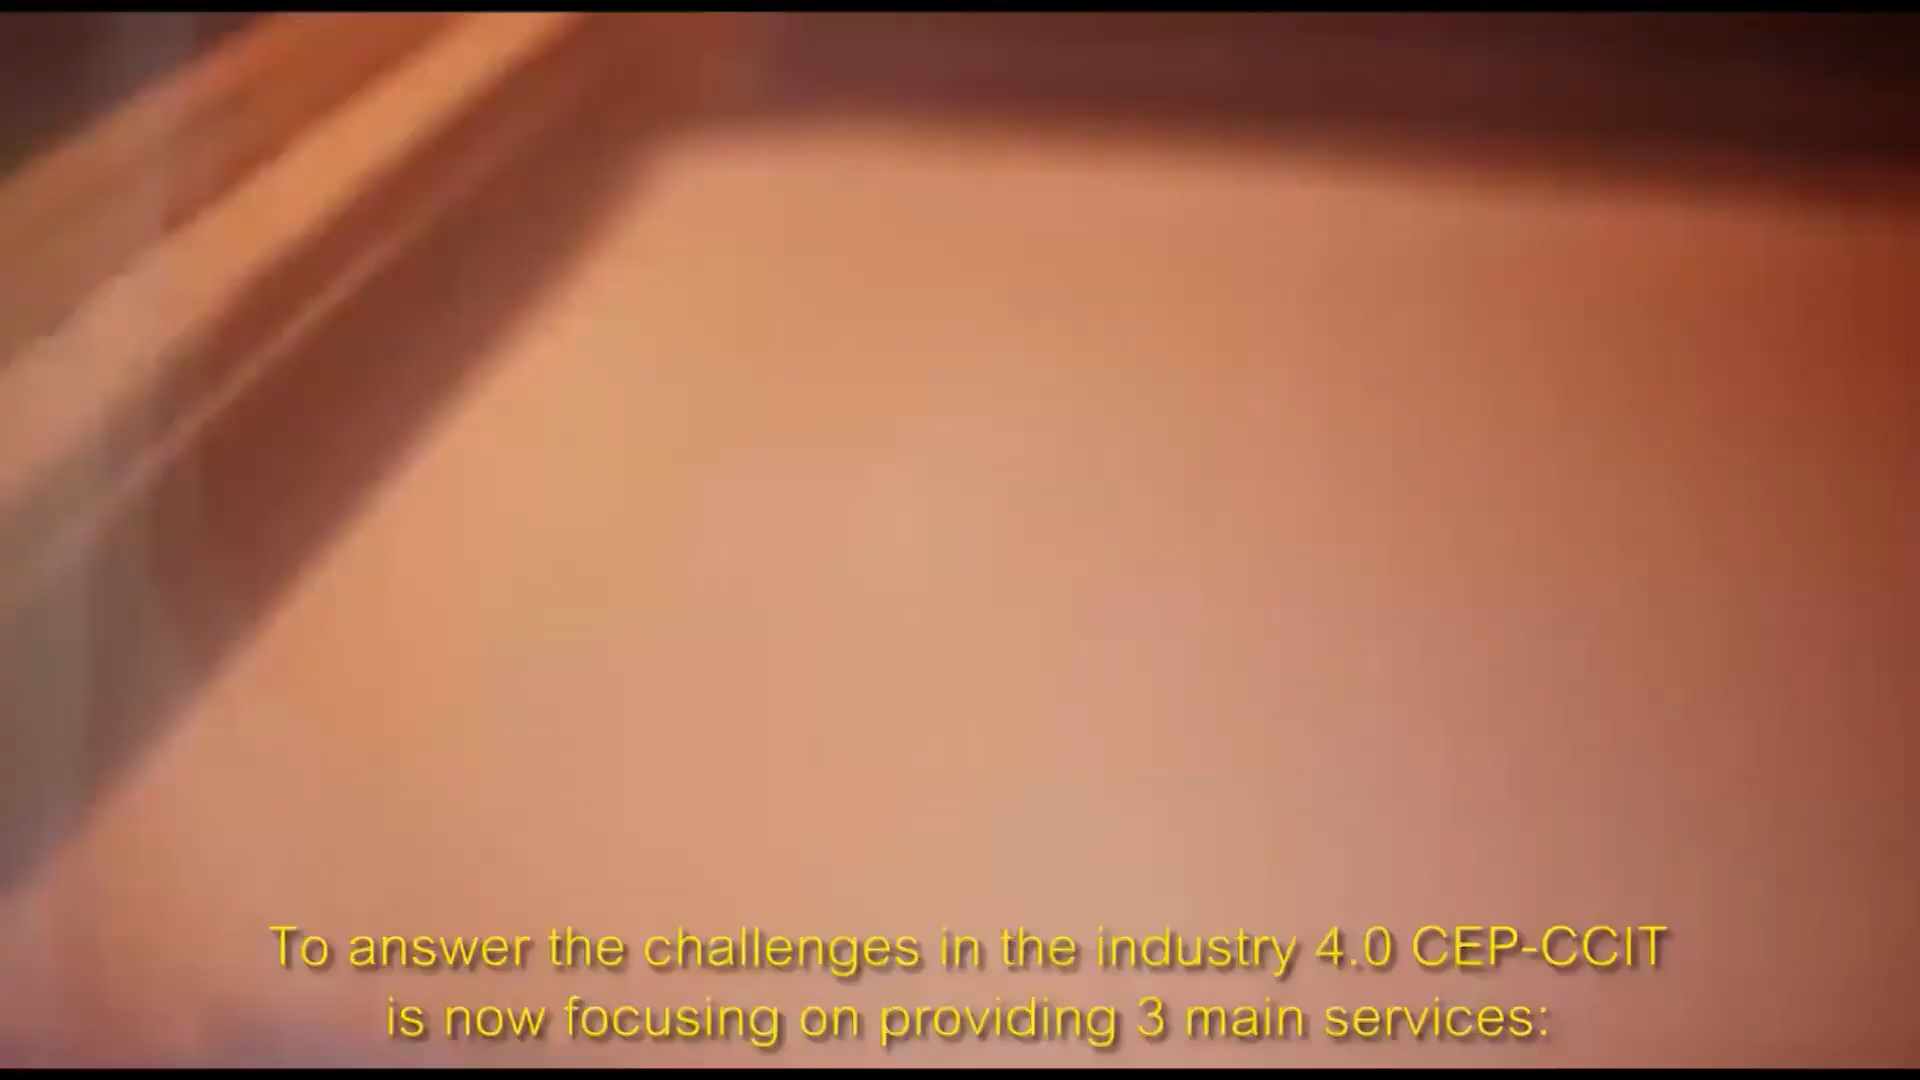 To answer the challenges in the industry 4.0 CEP-CCIT
is now focusing on providing 3 main services: